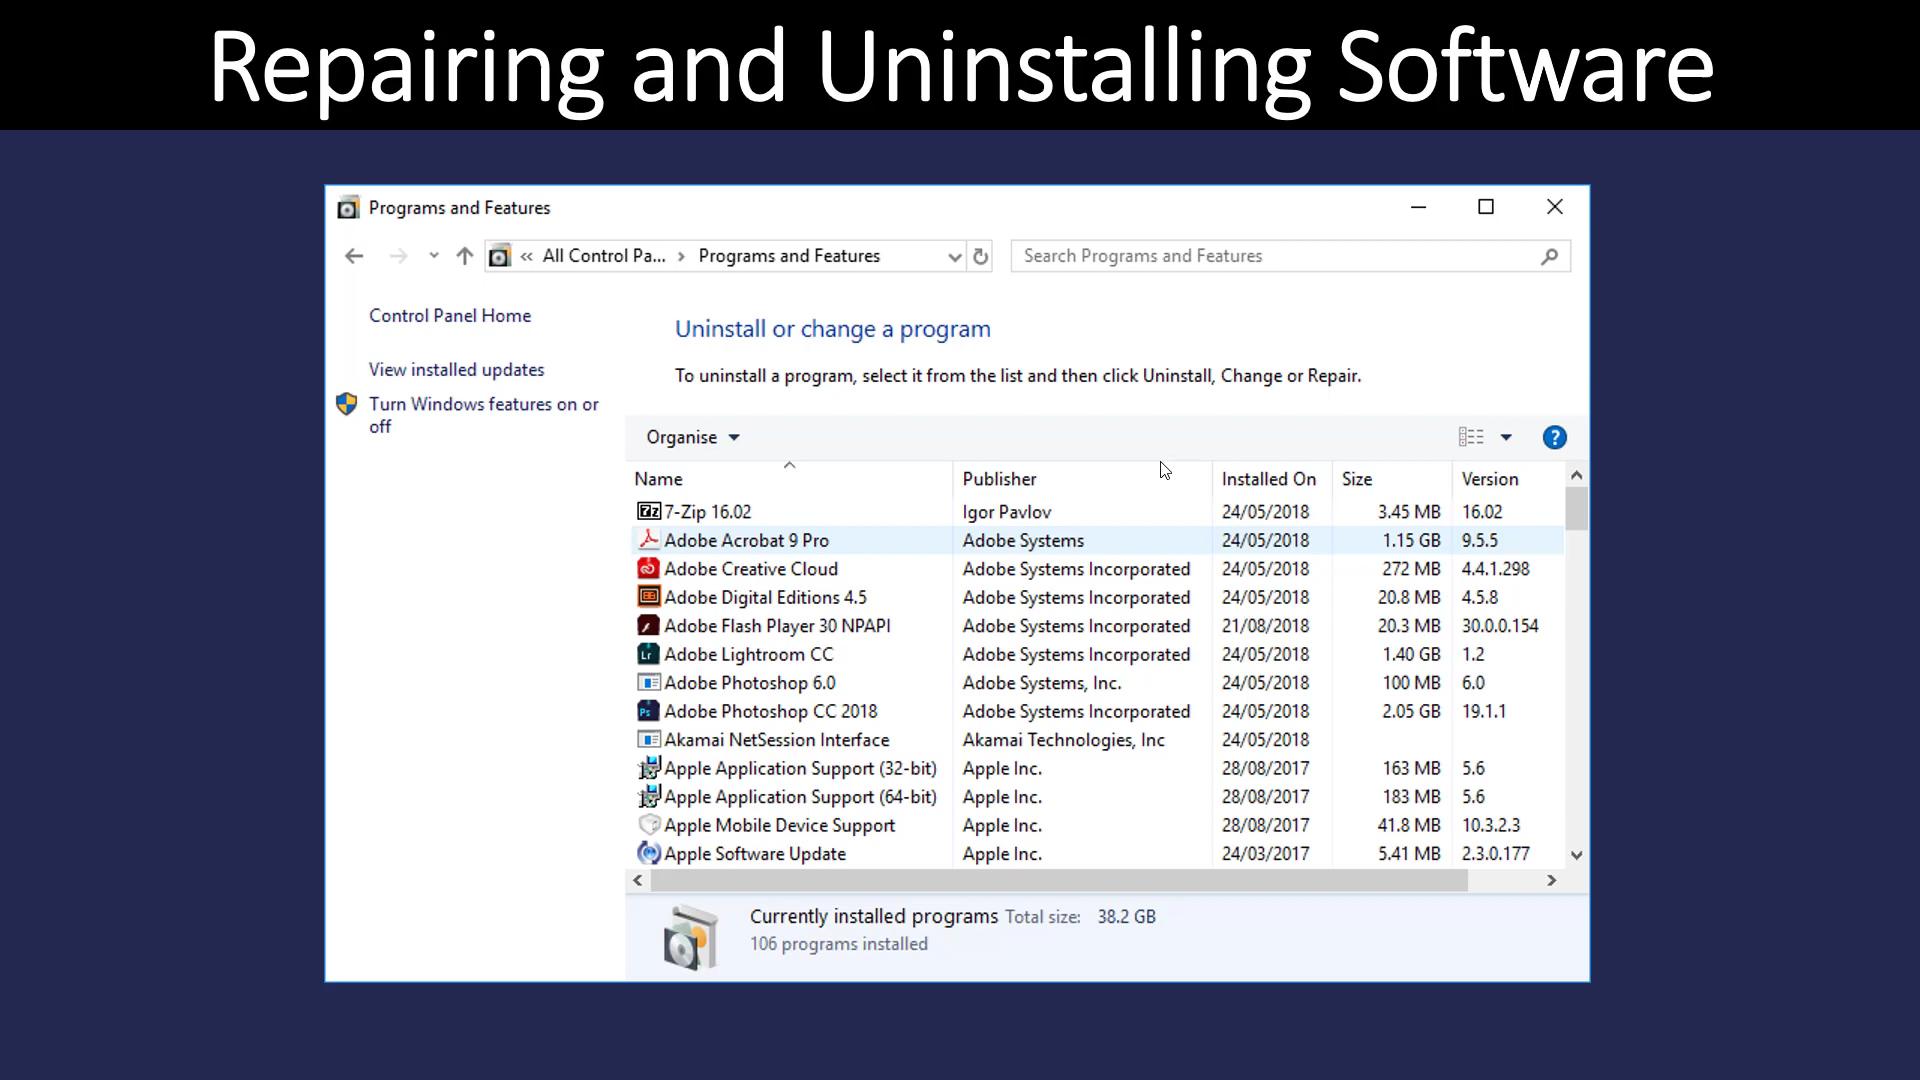 Repairing and Uninstalling Software
Programs and Features
« All Control Pa... › Programs and Features
Search Programs and Features
Control Panel Home
View installed updates
Turn Windows features on or
off
Uninstall or change a program
To uninstall a program, select it from the list and then click Uninstall, Change or Repair.
Organise
Name Publisher Installed On Size Version
7-Zip 16.02 Igor Pavlov 24/05/2018 3.45 MB 16.02
Adobe Acrobat 9 Pro Adobe Systems 24/05/2018 1.15 GB 9.5.5
Adobe Creative Cloud Adobe Systems Incorporated 24/05/2018 272 MB 4.4.1.298
Adobe Digital Editions 4.5 Adobe Systems Incorporated 24/05/2018 20.8 MB 4.5.8
Adobe Flash Player 30 NPAPI Adobe Systems Incorporated 21/08/2018 20.3 MB 30.0.0.154
Adobe Lightroom CC Adobe Systems Incorporated 24/05/2018 1.40 GB 1.2
Adobe Photoshop 6.0 Adobe Systems, Inc. 24/05/2018 100 MB 6.0
Adobe Photoshop CC 2018 Adobe Systems Incorporated 24/05/2018 2.05 GB 19.1.1
Akamai NetSession Interface Akamai Technologies, Inc 24/05/2018
Apple Application Support (32-bit) Apple Inc. 28/08/2017 163 MB 5.6
Apple Application Support (64-bit) Apple Inc. 28/08/2017 183 MB 5.6
Apple Mobile Device Support Apple Inc. 28/08/2017 41.8 MB 10.3.2.3
Apple Software Update Apple Inc. 24/03/2017 5.41 MB 2.3.0.177
Currently installed programs Total size: 38.2 GB
106 programs installed